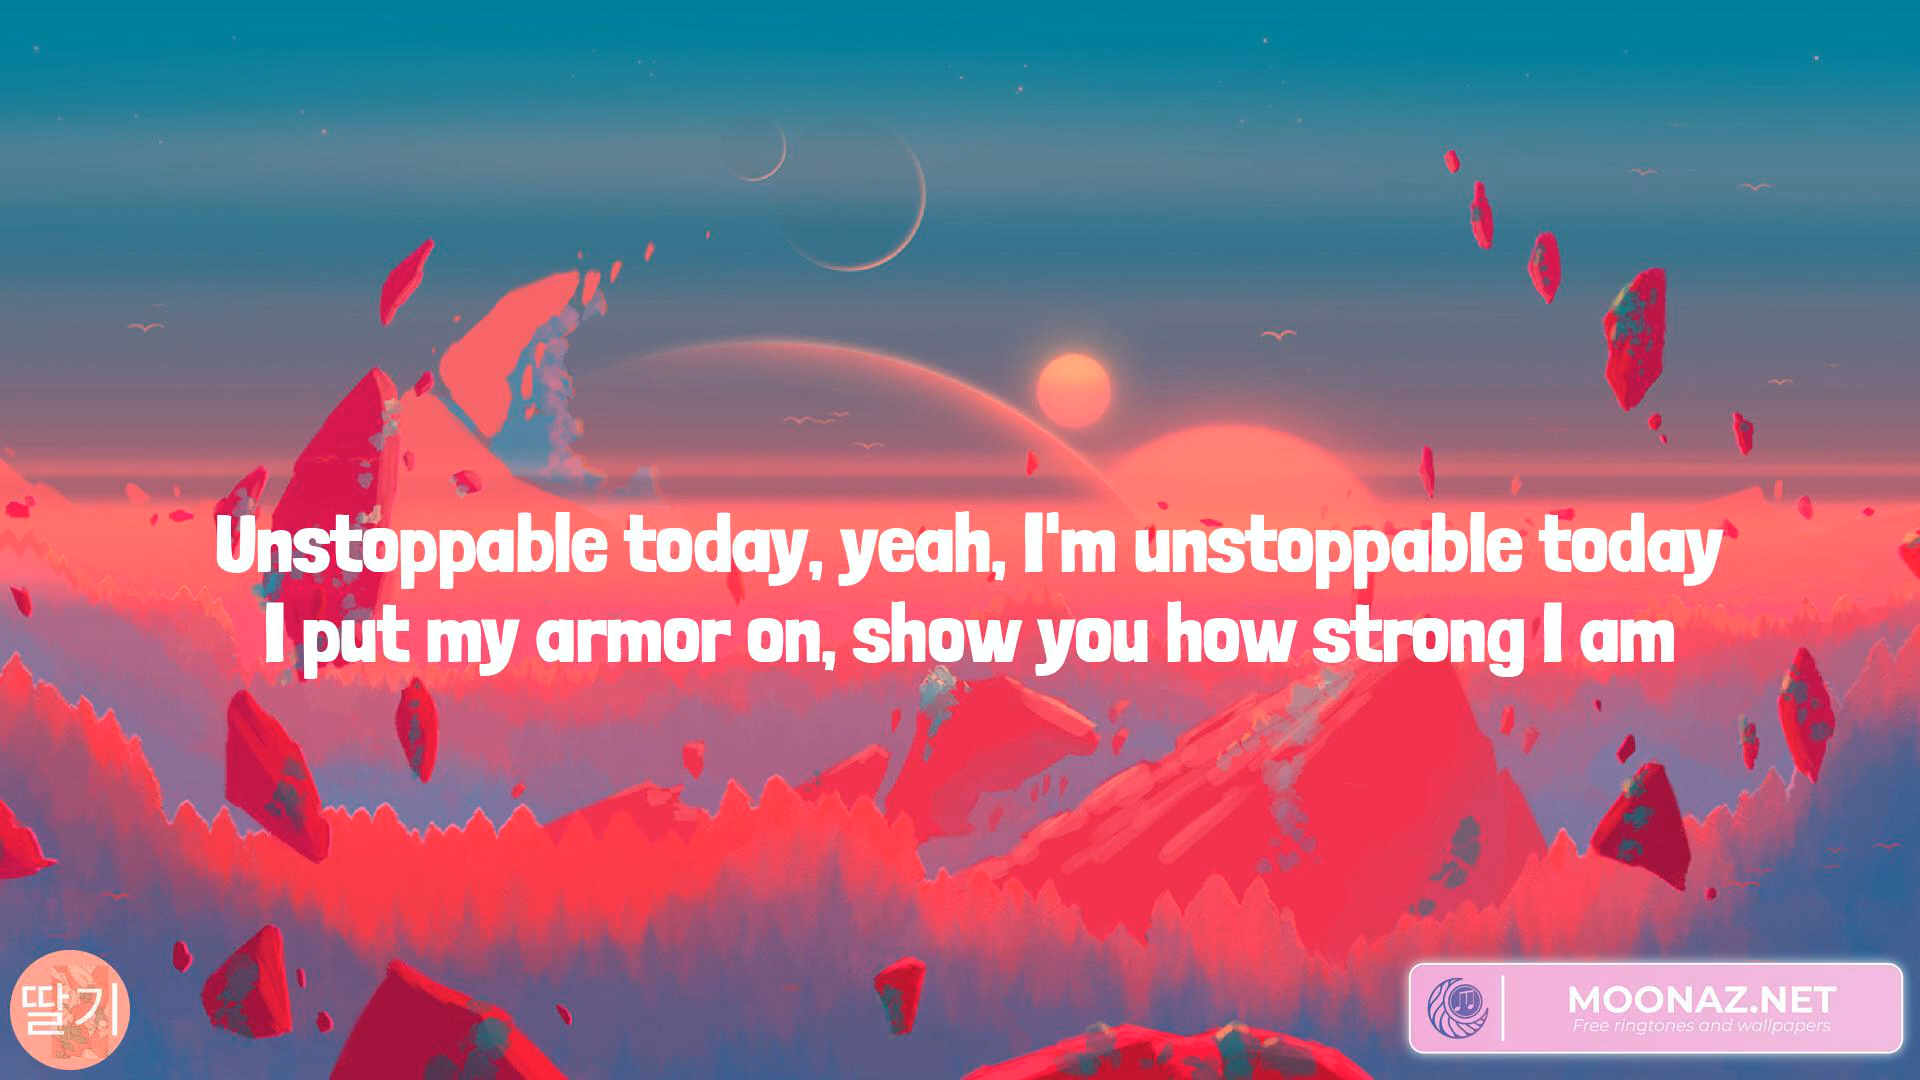 Unstoppable today, yeah, I'm unstoppable today
I put my armor on, show you how strong I am
딸기
MOONAZ.NET
Free ringtones and wallpapers